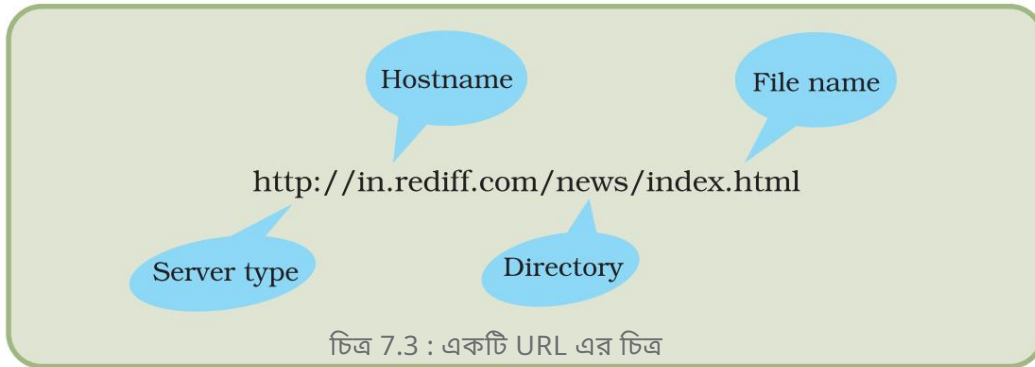 Hostname
File name
http://in.rediff.com/news/index.html
Server type
Directory
চিত্র 7.3 : একটি URL এর চিত্র